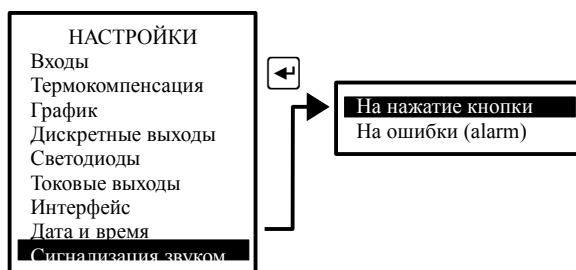 НАСТРОЙКИ
Входы
Термокомпенсация
График
Дискретные выходы
Светодиоды
Токовые выходы
Интерфейс
Дата и время
Сигнализация звуком
На нажатие кнопки
На ошибки (alarm)